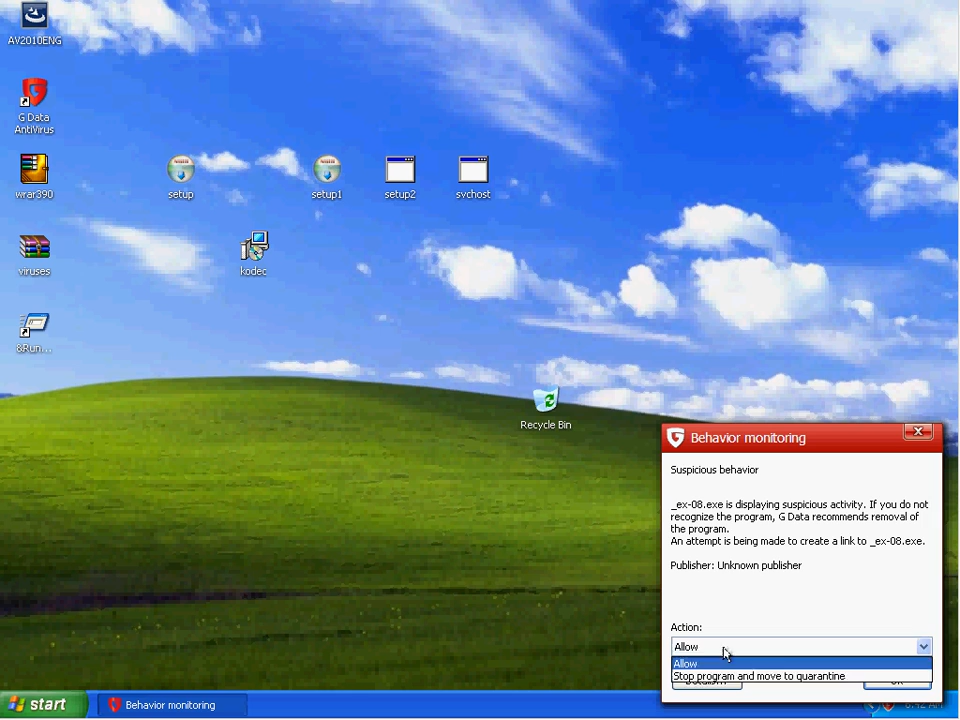 AV2010ENG
G Data
AntiVirus
wrar390
setup
setup1
setup2
svchost
viruses
kodec
&Run...
Recycle Bin
Behavior monitoring
Suspicious behavior
_ex-08.exe is displaying suspicious activity. If you do not
recognize the program, G Data recommends removal of
the program.
An attempt is being made to create a link to _ex-08.exe.
Publisher: Unknown publisher
Action:
Allow
Allow
Stop program and move to quarantine
start
Behavior monitoring